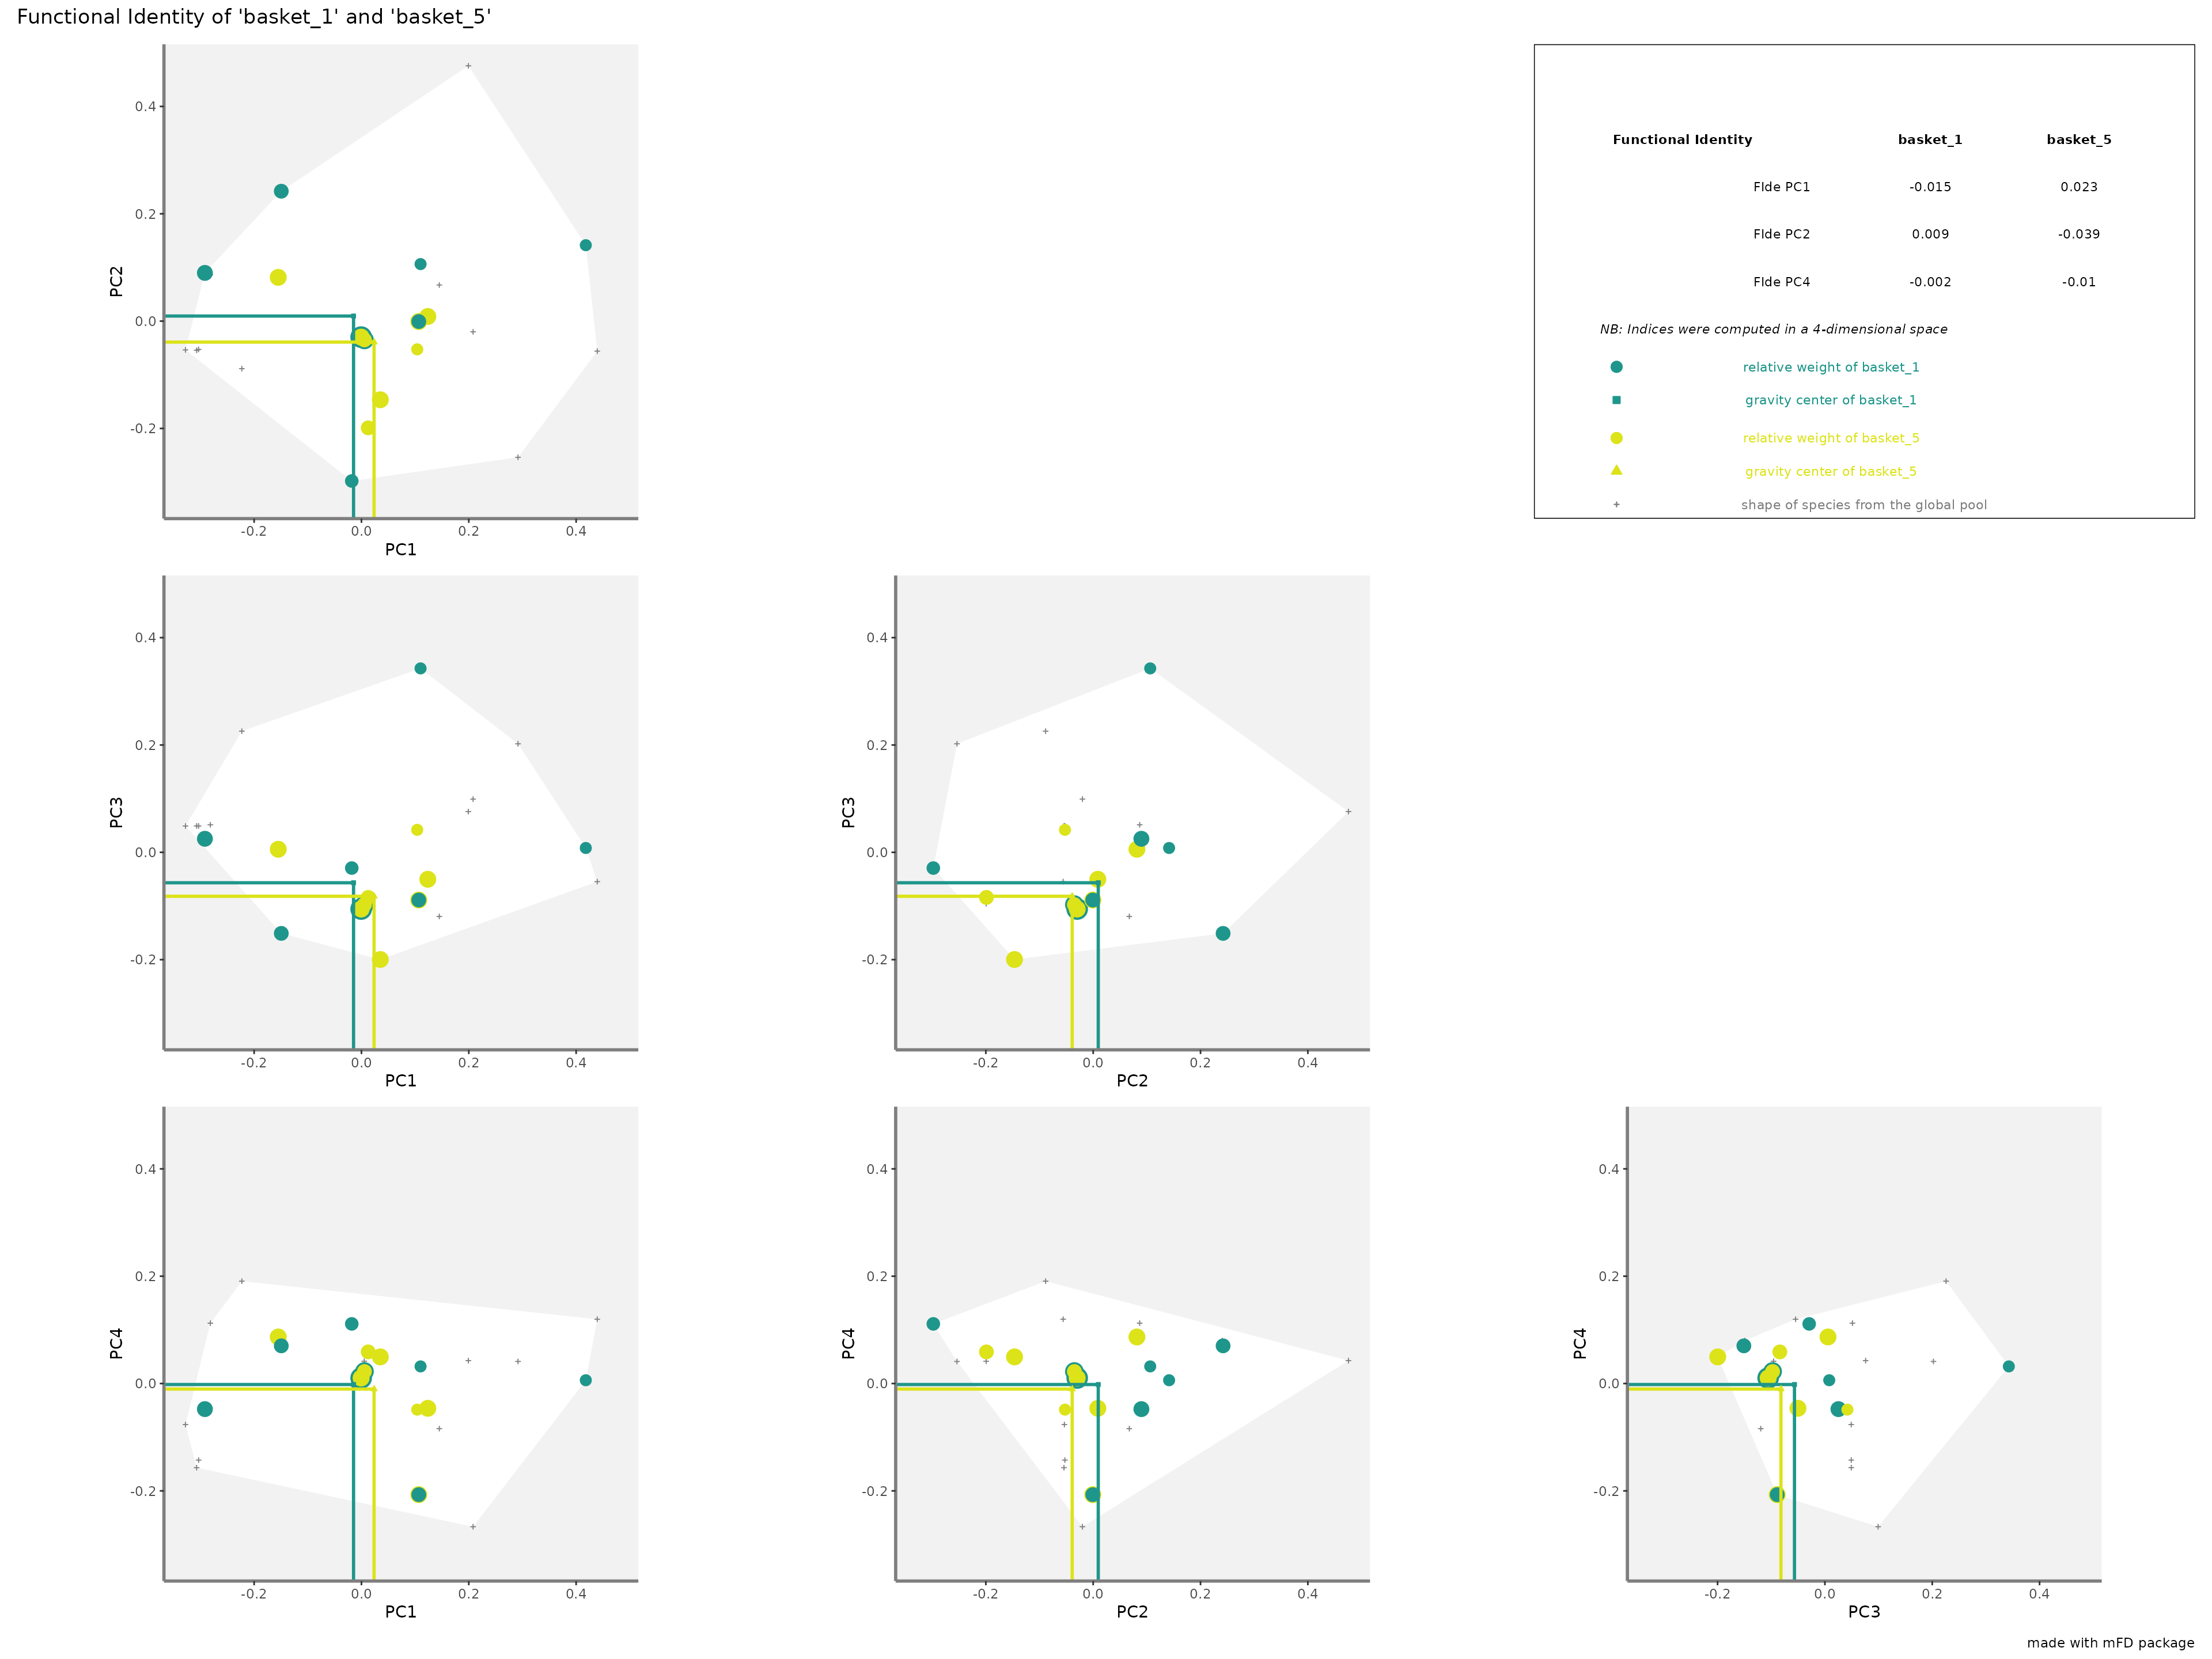 Functional Identity of 'basket_1' and 'basket_5'
0.4
0.2
0.0
-0.2
PC2
-0.2 0.0 0.2 0.4
PC1
Functional Identity basket_1 basket_5
FIde PC1 -0.015 0.023
FIde PC2 0.009 -0.039
FIde PC4 -0.002 -0.01
NB: Indices were computed in a 4-dimensional space
relative weight of basket_1
gravity center of basket_1
relative weight of basket_5
gravity center of basket_5
shape of species from the global pool
0.4
0.2
0.0
-0.2
PC3
-0.2 0.0 0.2 0.4
PC1
0.4
0.2
0.0
-0.2
PC3
-0.2 0.0 0.2 0.4
PC2
0.4
0.2
0.0
-0.2
PC4
-0.2 0.0 0.2 0.4
PC1
0.4
0.2
0.0
-0.2
PC4
-0.2 0.0 0.2 0.4
PC2
0.4
0.2
0.0
-0.2
PC4
-0.2 0.0 0.2 0.4
PC3
made with mFD package